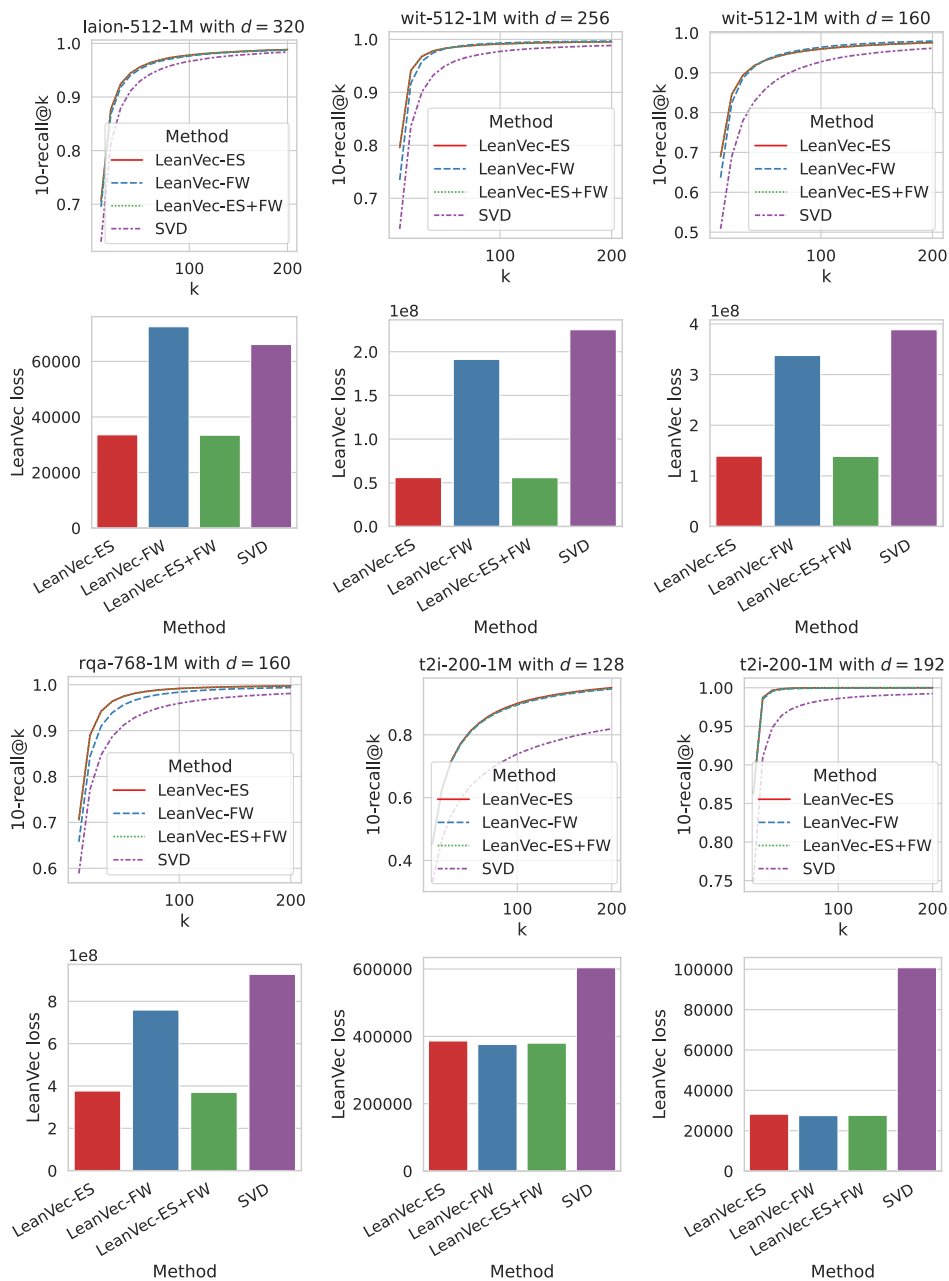 laion-512-1M with d = 320
1.0
0.9
0.8
0.7
10-recall@k
Method
LeanVec-ES
LeanVec-FW
LeanVec-ES+FW
SVD
100
200
k
wit-512-1M with d = 256
1.0
0.9
0.8
0.7
10-recall@k
Method
LeanVec-ES
LeanVec-FW
LeanVec-ES+FW
SVD
100
200
k
wit-512-1M with d = 160
1.0
0.9
0.8
0.7
0.6
0.5
10-recall@k
Method
LeanVec-ES
LeanVec-FW
LeanVec-ES+FW
SVD
100
200
k
60000
40000
20000
0
LeanVec loss
LeanVec-ES
LeanVec-FW
LeanVec-ES+FW
SVD
Method
1e8
2.0
1.5
1.0
0.5
0.0
LeanVec loss
LeanVec-ES
LeanVec-FW
LeanVec-ES+FW
SVD
Method
1e8
4
3
2
1
0
LeanVec loss
LeanVec-ES
LeanVec-FW
LeanVec-ES+FW
SVD
Method
rqa-768-1M with d = 160
1.0
0.9
0.8
0.7
0.6
10-recall@k
Method
LeanVec-ES
LeanVec-FW
LeanVec-ES+FW
SVD
100
200
k
t2i-200-1M with d = 128
0.8
0.6
0.4
10-recall@k
Method
LeanVec-ES
LeanVec-FW
LeanVec-ES+FW
SVD
100
200
k
t2i-200-1M with d = 192
1.00
0.95
0.90
0.85
0.80
0.75
10-recall@k
Method
LeanVec-ES
LeanVec-FW
LeanVec-ES+FW
SVD
100
200
k
1e8
8
6
4
2
0
LeanVec loss
LeanVec-ES
LeanVec-FW
LeanVec-ES+FW
SVD
Method
600000
400000
200000
0
LeanVec loss
LeanVec-ES
LeanVec-FW
LeanVec-ES+FW
SVD
Method
100000
80000
60000
40000
20000
0
LeanVec loss
LeanVec-ES
LeanVec-FW
LeanVec-ES+FW
SVD
Method